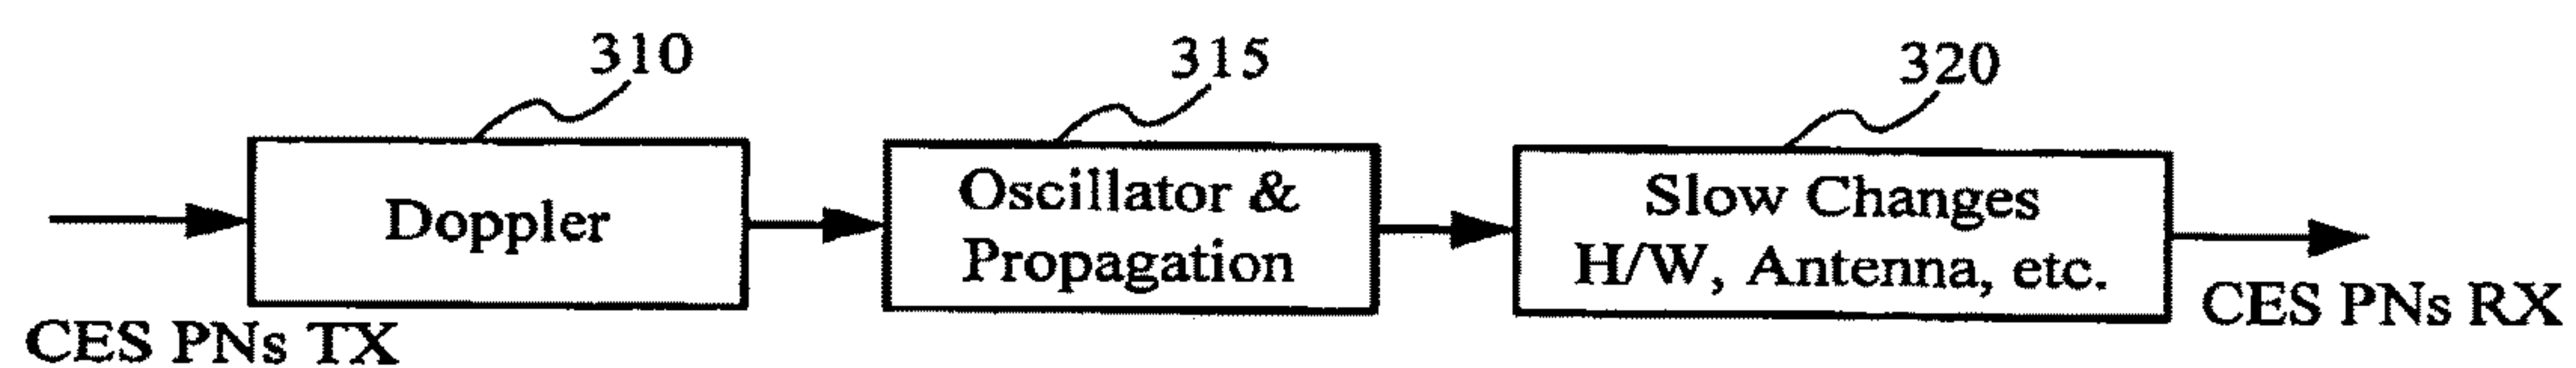 310
315
320
Doppler
Oscillator &
Propagation
Slow Changes
H/W, Antenna, etc.
CES PNs TX
CES PNs RX